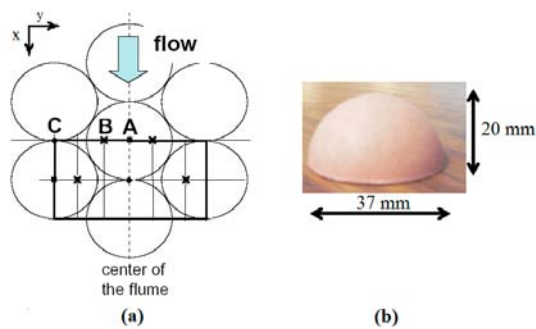 y
x
flow
C
B
A
20 mm
37 mm
center of
the flume
(a)
(b)